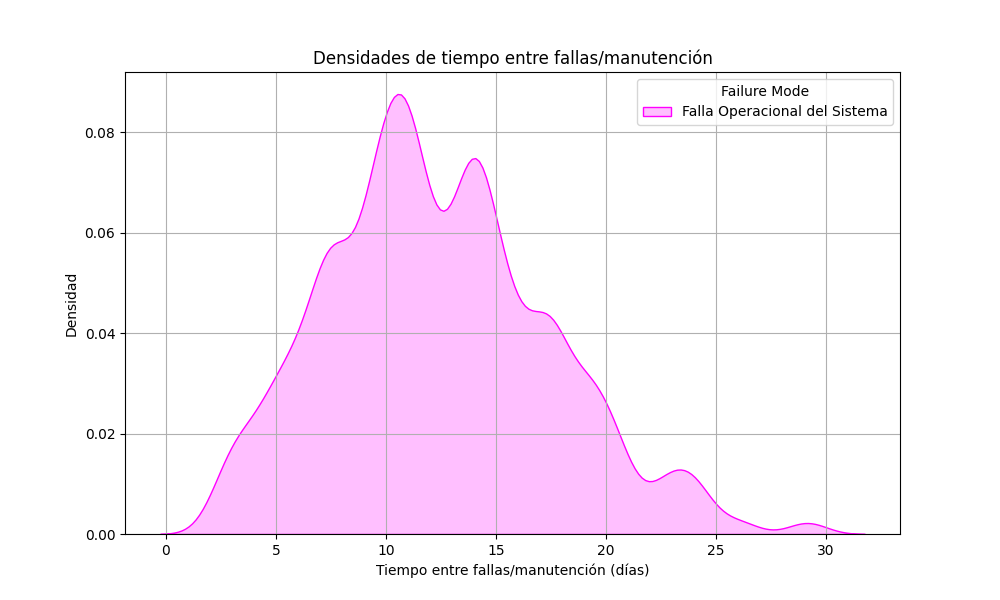 Densidades de tiempo entre fallas/manutención
Failure Mode
Falla Operacional del Sistema
Densidad
0.08
0.06
0.04
0.02
0.00
0 5 10 15 20 25 30
Tiempo entre fallas/manutención (días)